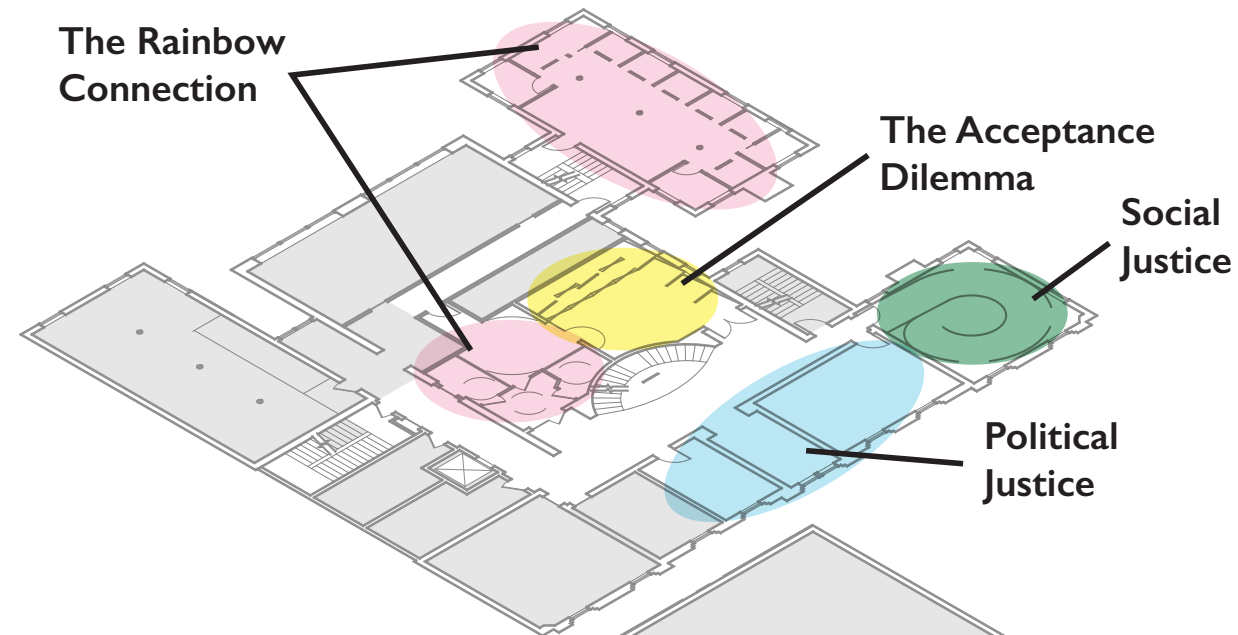 The Rainbow
Connection
The Acceptance
Dilemma
Social
Justice
Political
Justice